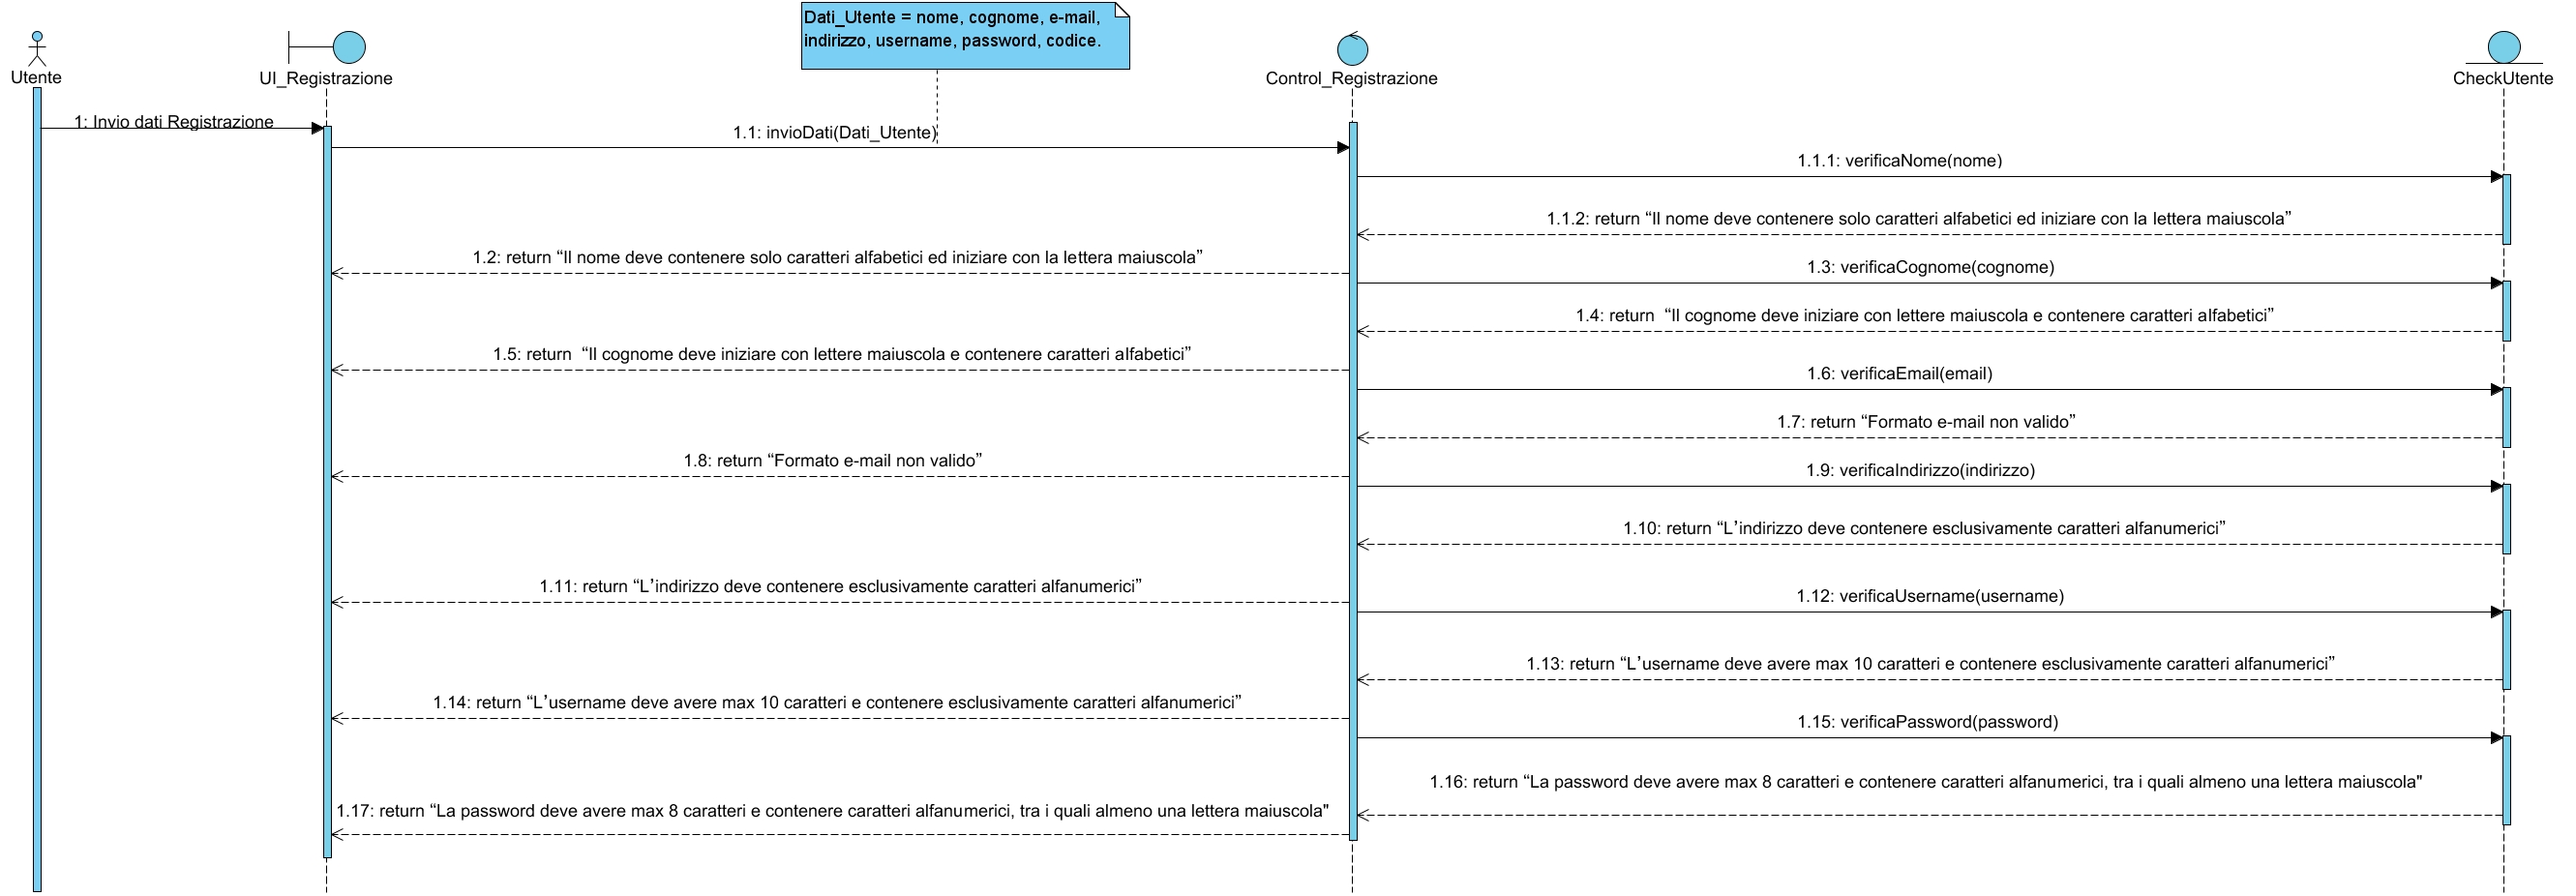 Dati_Utente = nome, cognome, e-mail,
indirizzo, username, password, codice.
Utente
UI_Registrazione
Control_Registrazione
CheckUtente
1: Invio dati Registrazione
1.1: invioDati(Dati_Utente)
1.1.1: verificaNome(nome)
1.1.2: return “Il nome deve contenere solo caratteri alfabetici ed iniziare con la lettera maiuscola”
1.2: return “Il nome deve contenere solo caratteri alfabetici ed iniziare con la lettera maiuscola”
1.3: verificaCognome(cognome)
1.4: return “Il cognome deve iniziare con lettere maiuscola e contenere caratteri alfabetici”
1.5: return “Il cognome deve iniziare con lettere maiuscola e contenere caratteri alfabetici”
1.6: verificaEmail(email)
1.7: return “Formato e-mail non valido”
1.8: return “Formato e-mail non valido”
1.9: verificaIndirizzo(indirizzo)
1.10: return “L’indirizzo deve contenere esclusivamente caratteri alfanumerici”
1.11: return “L’indirizzo deve contenere esclusivamente caratteri alfanumerici”
1.12: verificaUsername(username)
1.13: return “L’username deve avere max 10 caratteri e contenere esclusivamente caratteri alfanumerici”
1.14: return “L’username deve avere max 10 caratteri e contenere esclusivamente caratteri alfanumerici”
1.15: verificaPassword(password)
1.16: return “La password deve avere max 8 caratteri e contenere caratteri alfanumerici, tra i quali almeno una lettera maiuscola"
1.17: return “La password deve avere max 8 caratteri e contenere caratteri alfanumerici, tra i quali almeno una lettera maiuscola"